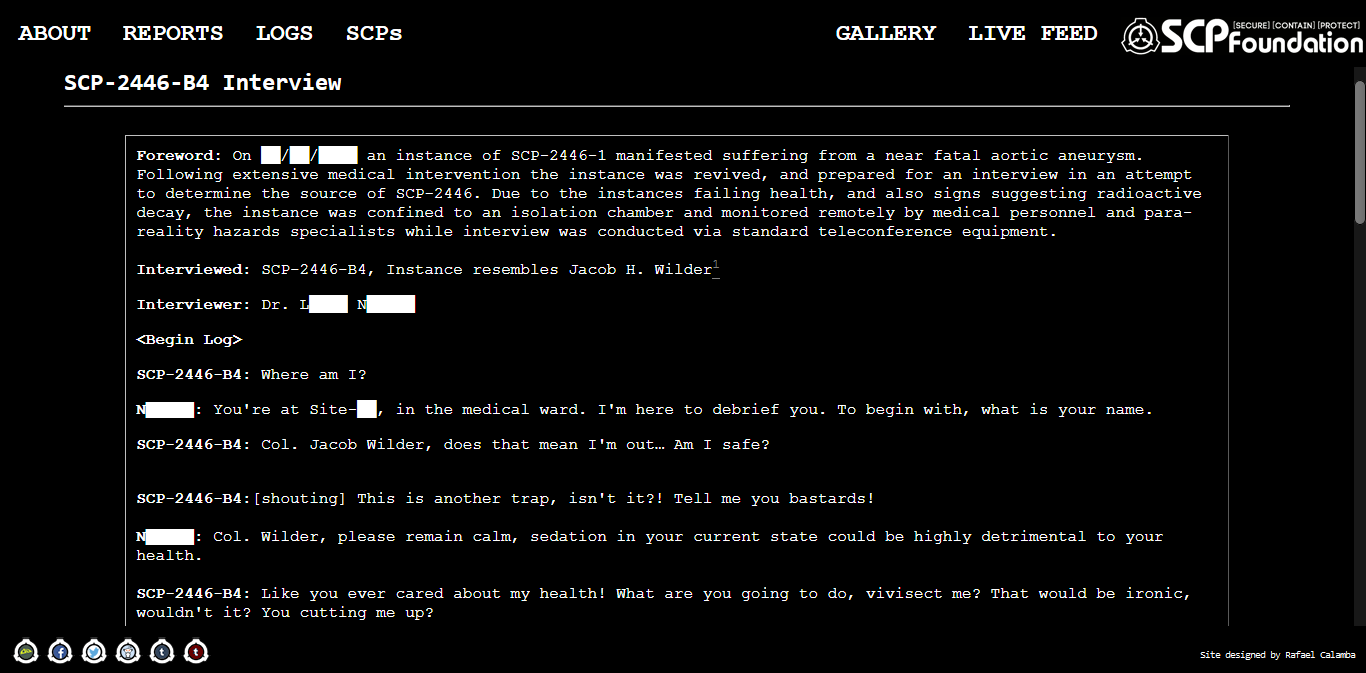 ABOUT REPORTS LOGS SCPs GALLERY LIVE FEED SCP Foundation [SECURE] [CONTAIN] [PROTECT]
SCP-2446-B4 Interview
Foreword: On ██/██/████ an instance of SCP-2446-1 manifested suffering from a near fatal aortic aneurysm.
Following extensive medical intervention the instance was revived, and prepared for an interview in an attempt
to determine the source of SCP-2446. Due to the instances failing health, and also signs suggesting radioactive
decay, the instance was confined to an isolation chamber and monitored remotely by medical personnel and para-
reality hazards specialists while interview was conducted via standard teleconference equipment.
Interviewed: SCP-2446-B4, Instance resembles Jacob H. Wilder1
Interviewer: Dr. L████ N█████
<Begin Log>
SCP-2446-B4: Where am I?
N█████: You're at Site-██, in the medical ward. I'm here to debrief you. To begin with, what is your name.
SCP-2446-B4: Col. Jacob Wilder, does that mean I'm out… Am I safe?
SCP-2446-B4:[shouting] This is another trap, isn't it?! Tell me you bastards!
N█████: Col. Wilder, please remain calm, sedation in your current state could be highly detrimental to your
health.
SCP-2446-B4: Like you ever cared about my health! What are you going to do, vivisect me? That would be ironic,
wouldn't it? You cutting me up?
Site designed by Rafael Calamba